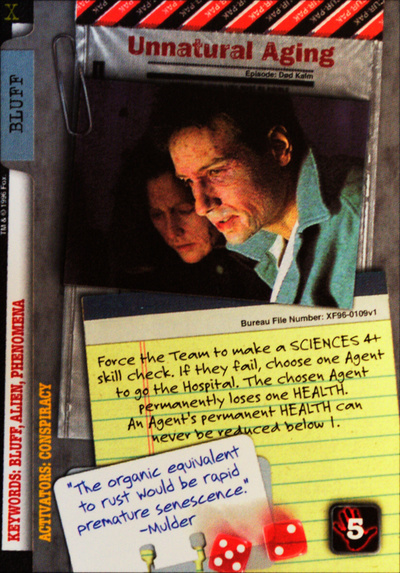 X
BLUFF
TM & © 1996 Fox.
KEYWORDS: BLUFF, ALIEN, PHENOMENA
ACTIVATORS: CONSPIRACY
Unnatural Aging
Episode: Død Kalm
Bureau File Number: XF96-0109v1
Force the Team to make a SCIENCES 4+
skill check. If they fail, choose one Agent
to go the Hospital. The chosen Agent
permanently loses one HEALTH.
An Agent's permanent HEALTH can
never be reduced below 1.
"The organic equivalent
to rust would be rapid
premature senescence."
-Mulder
5